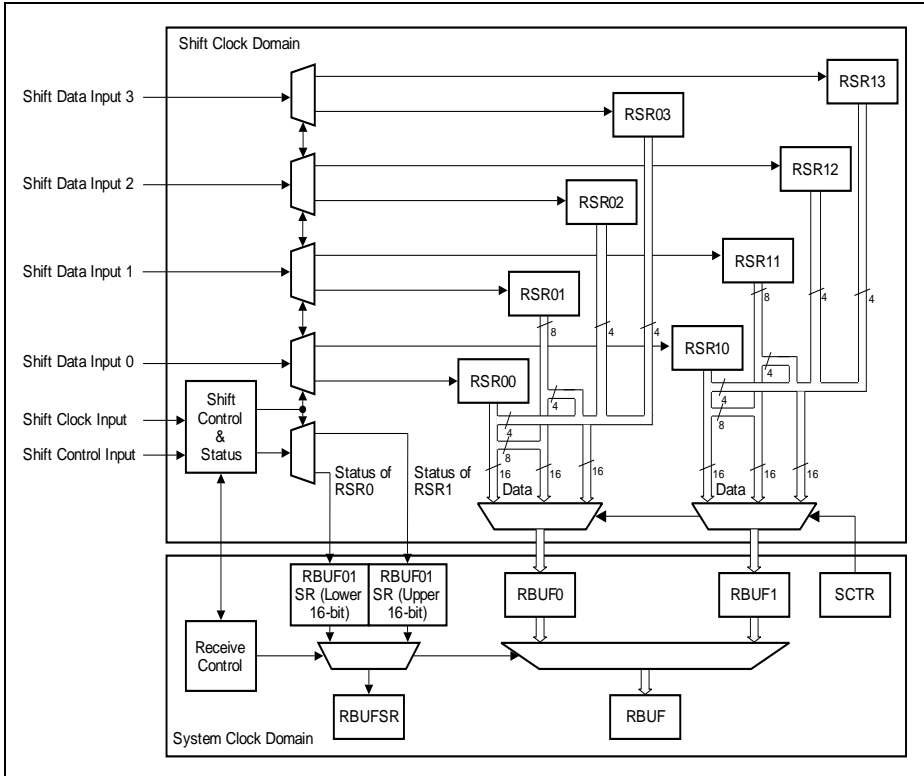 Shift Clock Domain
Shift Data Input 3
RSR13
RSR03
Shift Data Input 2
RSR12
RSR02
Shift Data Input 1
RSR11
RSR01
8
4
4
8
4
4
Shift Data Input 0
RSR10
RSR00
4
4
Shift
Control
&
Status
Shift Clock Input
Shift Control Input
4
8
4
8
Status of
RSR0
Status of
RSR1
16
16
16
16
16
16
Data
Data
RBUF01
SR (Lower
16-bit)
RBUF01
SR (Upper
16-bit)
RBUF0
RBUF1
SCTR
Receive
Control
RBUFSR
RBUF
System Clock Domain